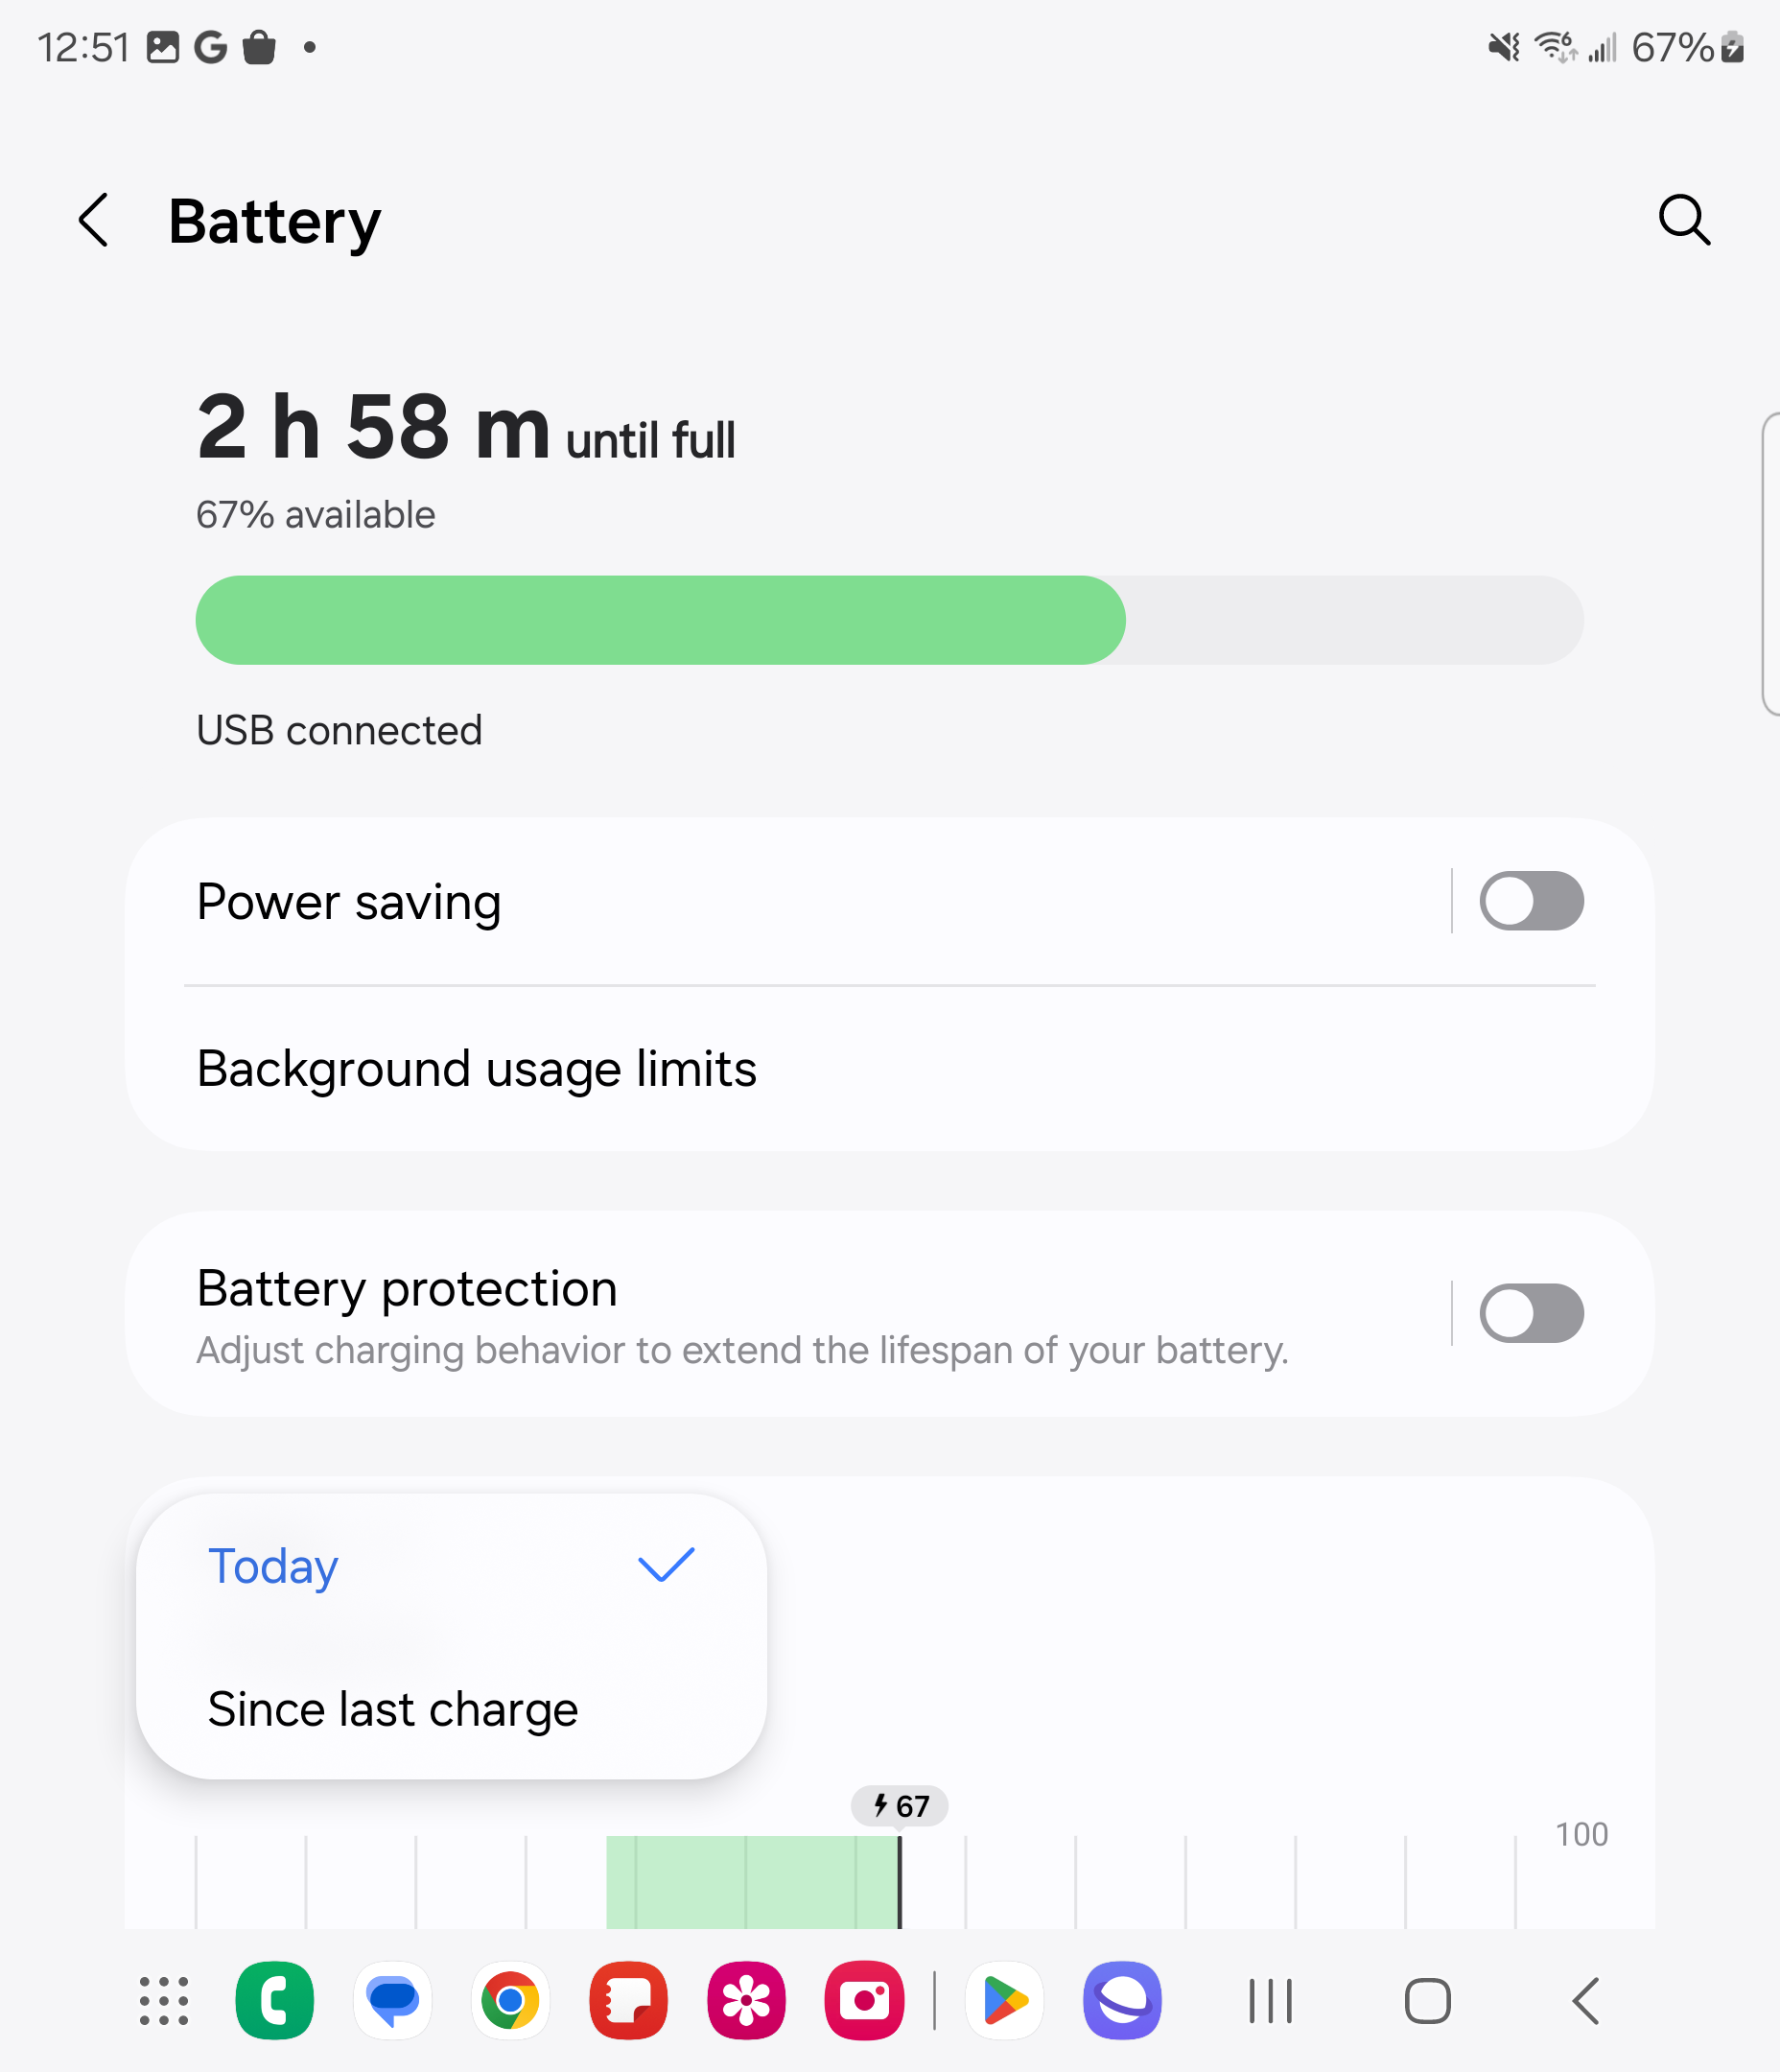 12:51
67%
Battery
2 h 58 m until full
67% available
USB connected
Power saving
Background usage limits
Battery protection
Adjust charging behavior to extend the lifespan of your battery.
Today
Since last charge
67
100